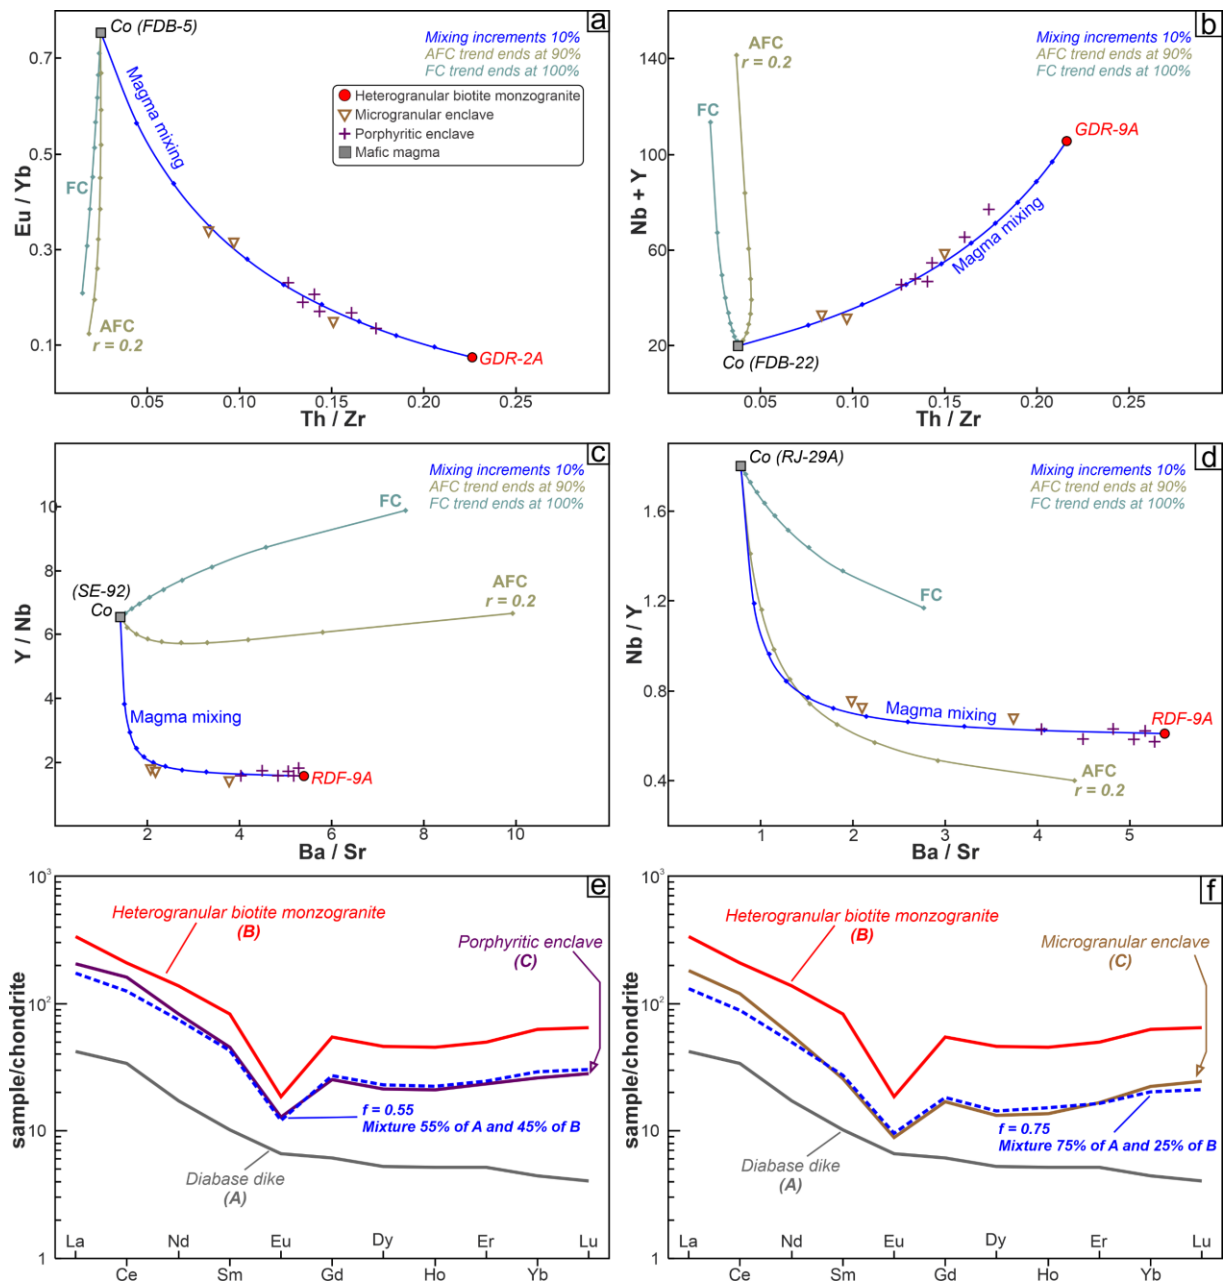 a
Co (FDB-5)
Mixing increments 10%
AFC trend ends at 90%
FC trend ends at 100%
Heterogranular biotite monzogranite
Microgranular enclave
Porphyritic enclave
Mafic magma
Magma mixing
FC
AFC
r = 0.2
GDR-2A
Eu / Yb
0.7
0.5
0.3
0.1
0.05
0.10
0.15
0.20
0.25
Th / Zr
b
Mixing increments 10%
AFC trend ends at 90%
FC trend ends at 100%
AFC
r = 0.2
FC
GDR-9A
Magma mixing
Co (FDB-22)
Nb + Y
140
100
60
20
0.05
0.10
0.15
0.20
0.25
Th / Zr
c
Mixing increments 10%
AFC trend ends at 90%
FC trend ends at 100%
FC
(SE-92)
Co
AFC
r = 0.2
Magma mixing
RDF-9A
Y / Nb
10
8
6
4
2
2
4
6
8
10
Ba / Sr
d
Co (RJ-29A)
Mixing increments 10%
AFC trend ends at 90%
FC trend ends at 100%
FC
Magma mixing
RDF-9A
AFC
r = 0.2
Nb / Y
1.6
1.2
0.8
0.4
1
2
3
4
5
Ba / Sr
e
Heterogranular biotite monzogranite
(B)
Porphyritic enclave
(C)
f = 0.55
Mixture 55% of A and 45% of B
Diabase dike
(A)
sample/chondrite
10³
10²
10
1
La
Ce
Nd
Sm
Eu
Gd
Dy
Ho
Er
Yb
Lu
f
Heterogranular biotite monzogranite
(B)
Microgranular enclave
(C)
f = 0.75
Mixture 75% of A and 25% of B
Diabase dike
(A)
sample/chondrite
10³
10²
10
1
La
Ce
Nd
Sm
Eu
Gd
Dy
Ho
Er
Yb
Lu